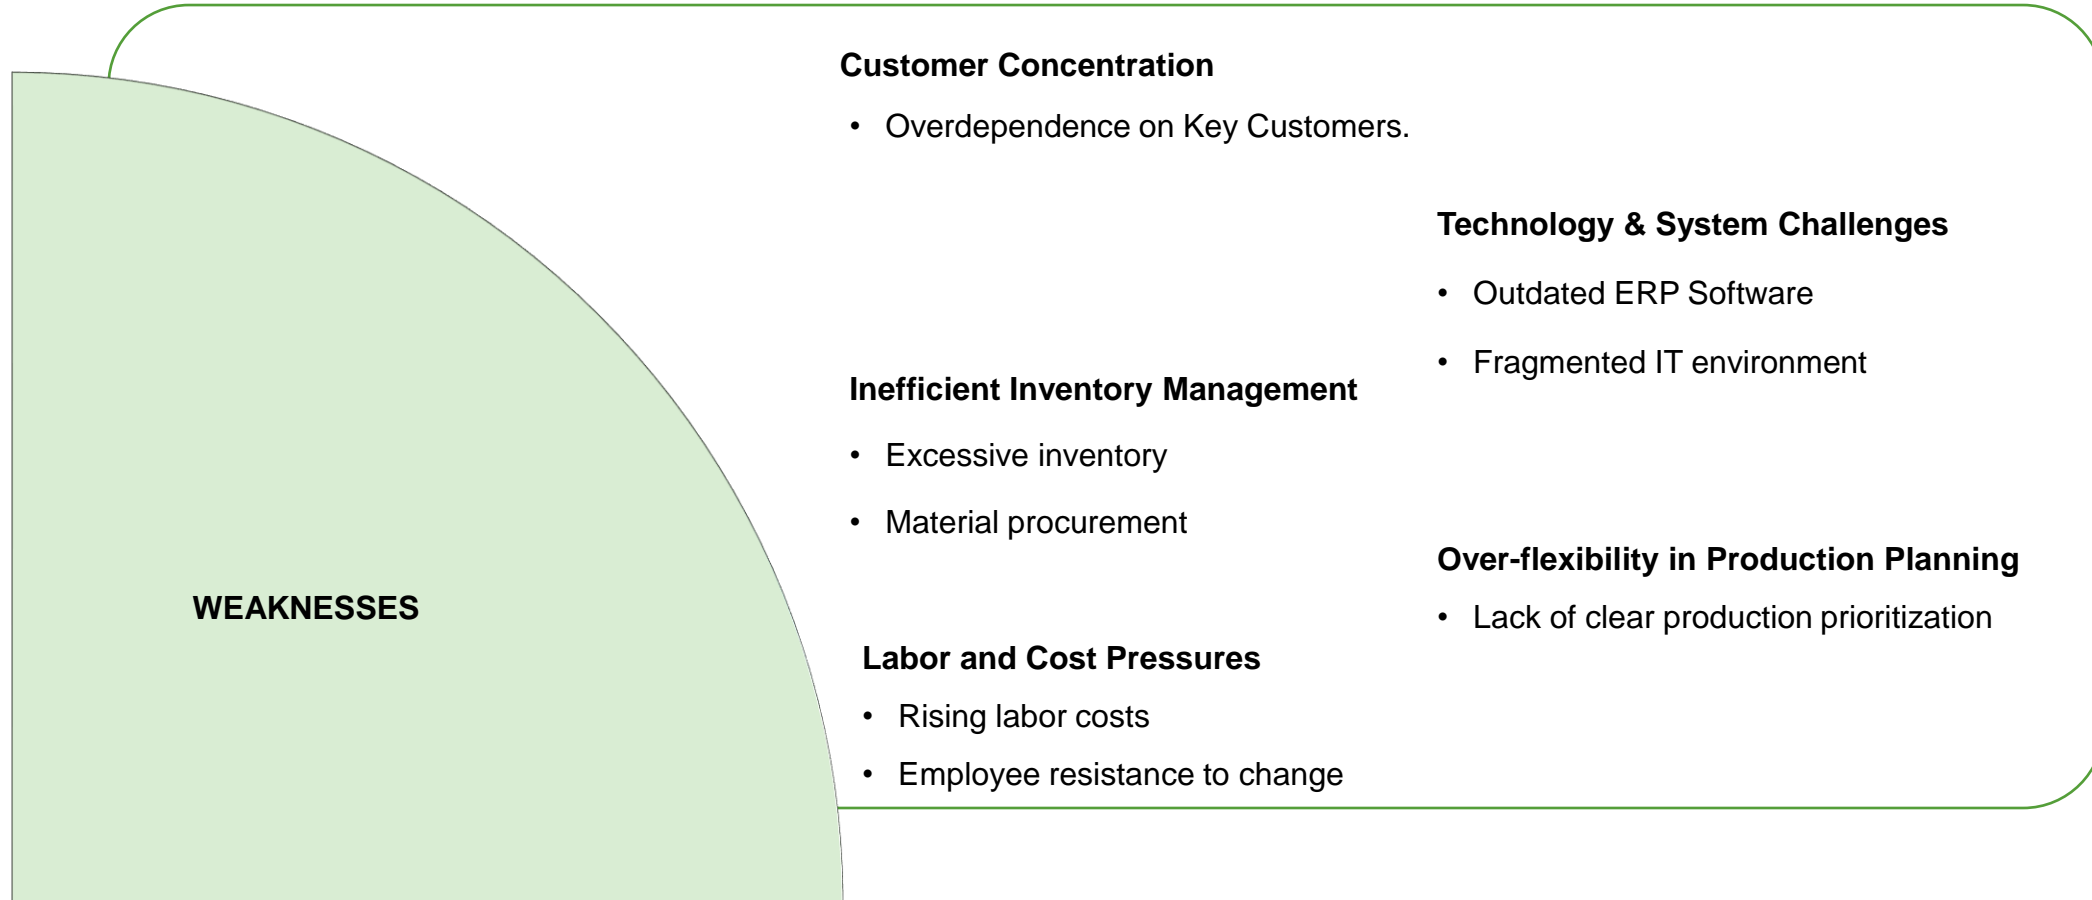 WEAKNESSES
Customer Concentration
• Overdependence on Key Customers.
Inefficient Inventory Management
• Excessive inventory
• Material procurement
Labor and Cost Pressures
• Rising labor costs
• Employee resistance to change
Technology & System Challenges
• Outdated ERP Software
• Fragmented IT environment
Over-flexibility in Production Planning
• Lack of clear production prioritization